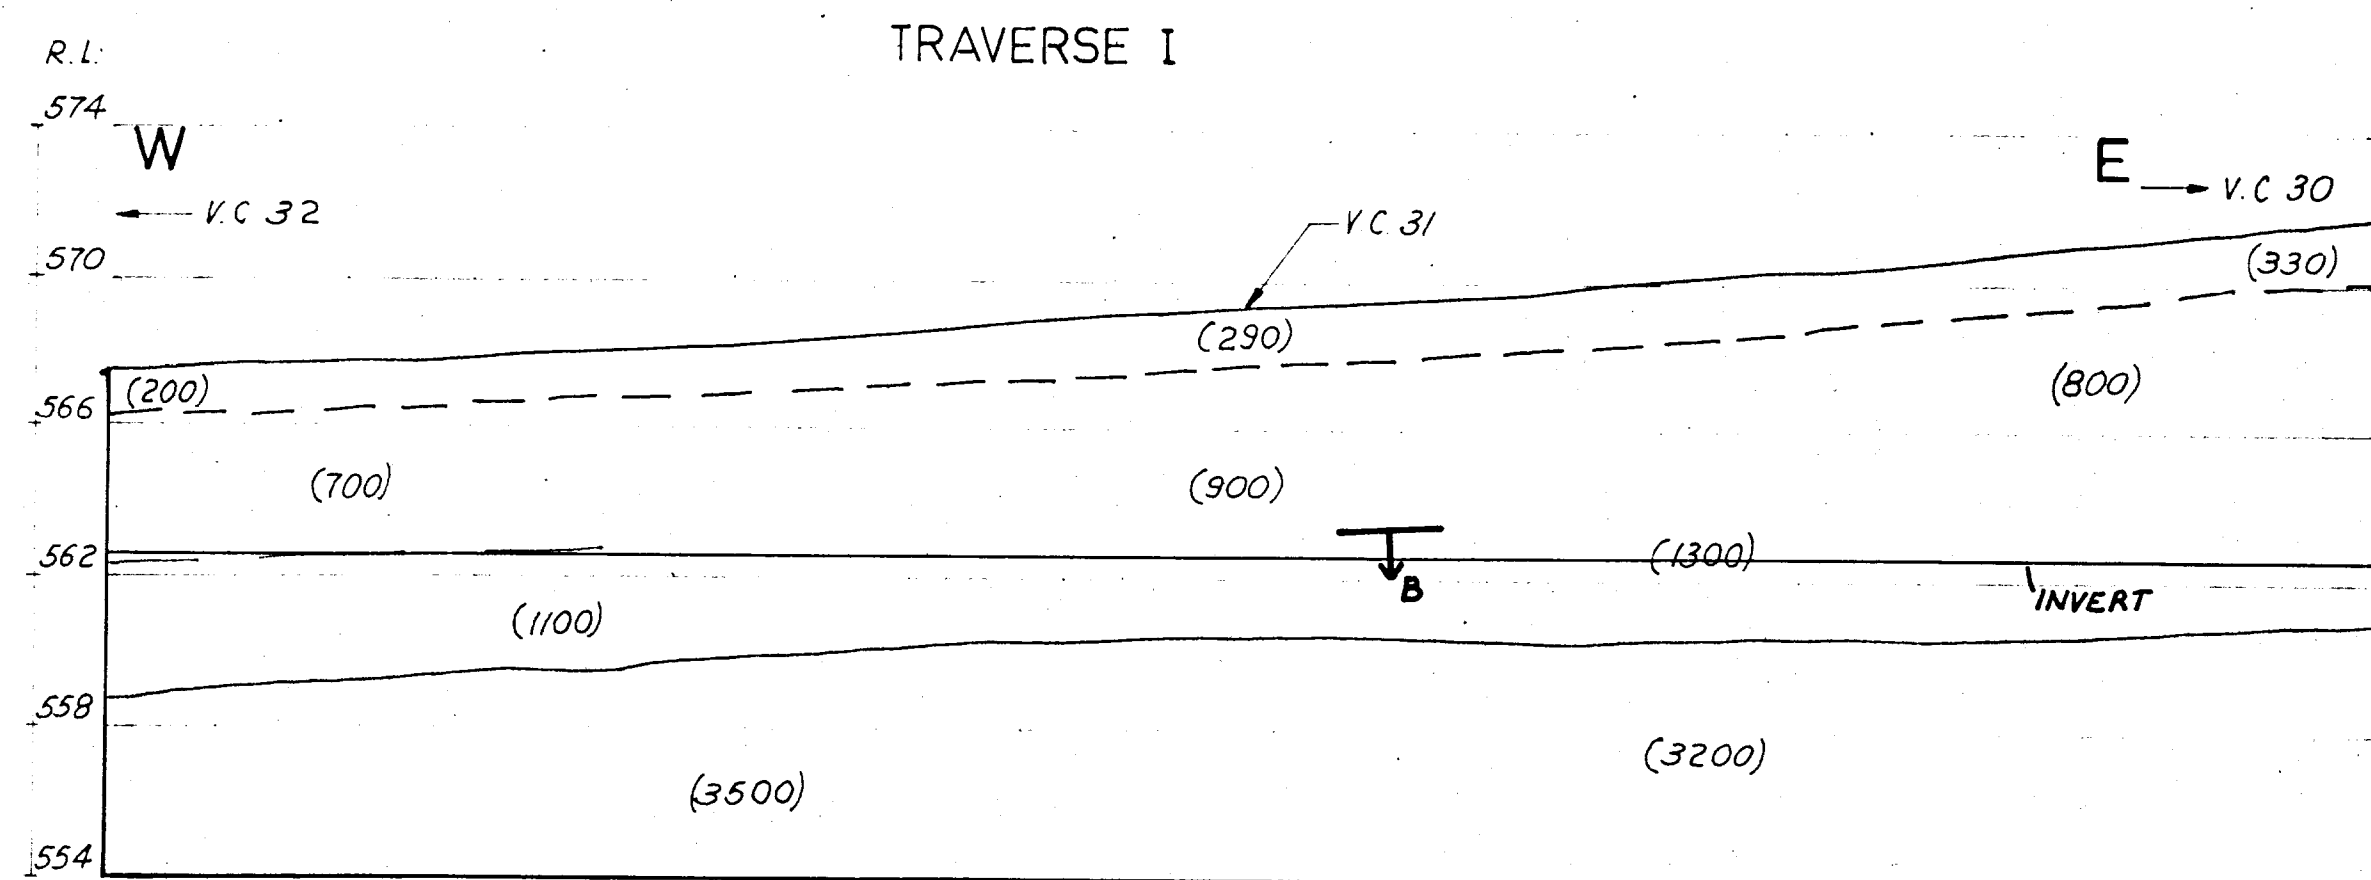 TRAVERSE I
R.L.
574
W
E
V.C 30
V.C 32
V.C. 31
570
(330)
(290)
(200)
(800)
566
(700)
(900)
562
(1300)
B
INVERT
(1100)
558
(3200)
(3500)
554